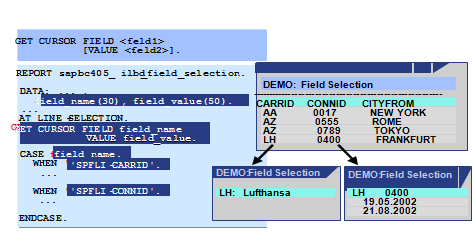 GET CURSOR FIELD <feld1>
[VALUE <feld2>].
REPORT sapbc405_ ilbd_field_selection.
DATA: ... .
field_name(30), field_value(50).
...
AT LINE-SELECTION.
GET CURSOR FIELD field_name
VALUE field_value.
CASE field_name.
WHEN 'SPFLI-CARRID'.
...
WHEN 'SPFLI-CONNID'.
...
ENDCASE.
DEMO: Field Selection
CARRID CONNID CITYFROM
AA 0017 NEW YORK
AZ 0555 ROME
AZ 0789 TOKYO
LH 0400 FRANKFURT
DEMO:Field Selection
LH: Lufthansa
DEMO:Field Selection
LH 0400
19.05.2002
21.08.2002